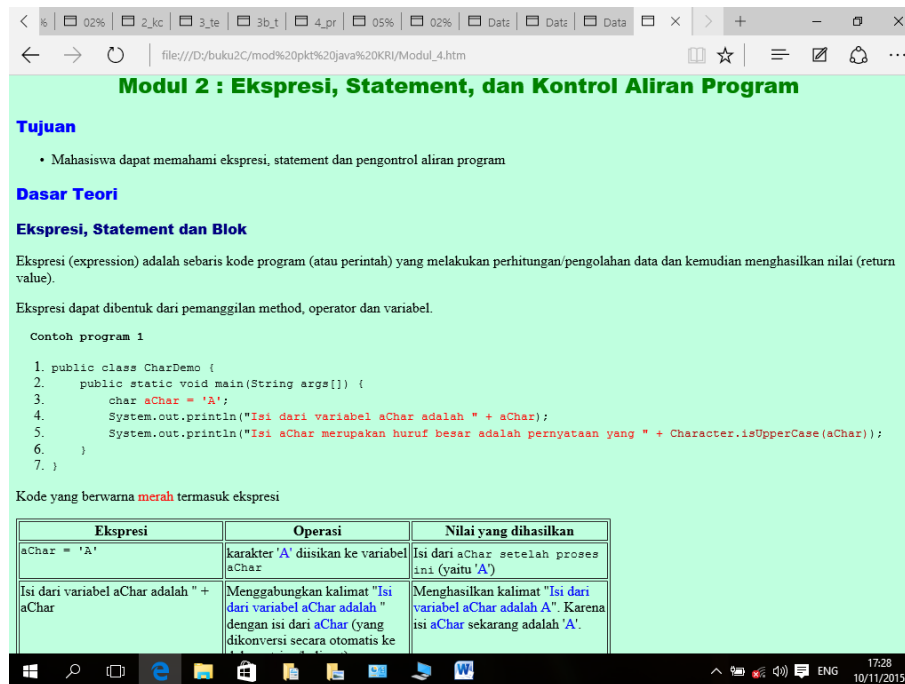 % 02% 2_kc 3_te 3b_t 4_pr 05% 02% Data Data Data
file:///D:/buku2C/mod%20pkt%20java%20KRI/Modul_4.htm
Modul 2 : Ekspresi, Statement, dan Kontrol Aliran Program
Tujuan
• Mahasiswa dapat memahami ekspresi, statement dan pengontrol aliran program
Dasar Teori
Ekspresi, Statement dan Blok
Ekspresi (expression) adalah sebaris kode program (atau perintah) yang melakukan perhitungan/pengolahan data dan kemudian menghasilkan nilai (return
value).
Ekspresi dapat dibentuk dari pemanggilan method, operator dan variabel.
Contoh program 1
1. public class CharDemo {
2. public static void main(String args[]) {
3. char aChar = 'A';
4. System.out.println("Isi dari variabel aChar adalah " + aChar);
5. System.out.println("Isi aChar merupakan huruf besar adalah pernyataan yang " + Character.isUpperCase(aChar));
6. }
7. }
Kode yang berwarna merah termasuk ekspresi
Ekspresi Operasi Nilai yang dihasilkan
aChar = 'A'
karakter 'A' diisikan ke variabel
aChar
Isi dari aChar setelah proses
ini (yaitu 'A')
Isi dari variabel aChar adalah " +
aChar
Menggabungkan kalimat "Isi
dari variabel aChar adalah "
dengan isi dari aChar (yang
dikonversi secara otomatis ke
Menghasilkan kalimat "Isi dari
variabel aChar adalah A". Karena
isi aChar sekarang adalah 'A'.
ENG
17:28
10/11/2015